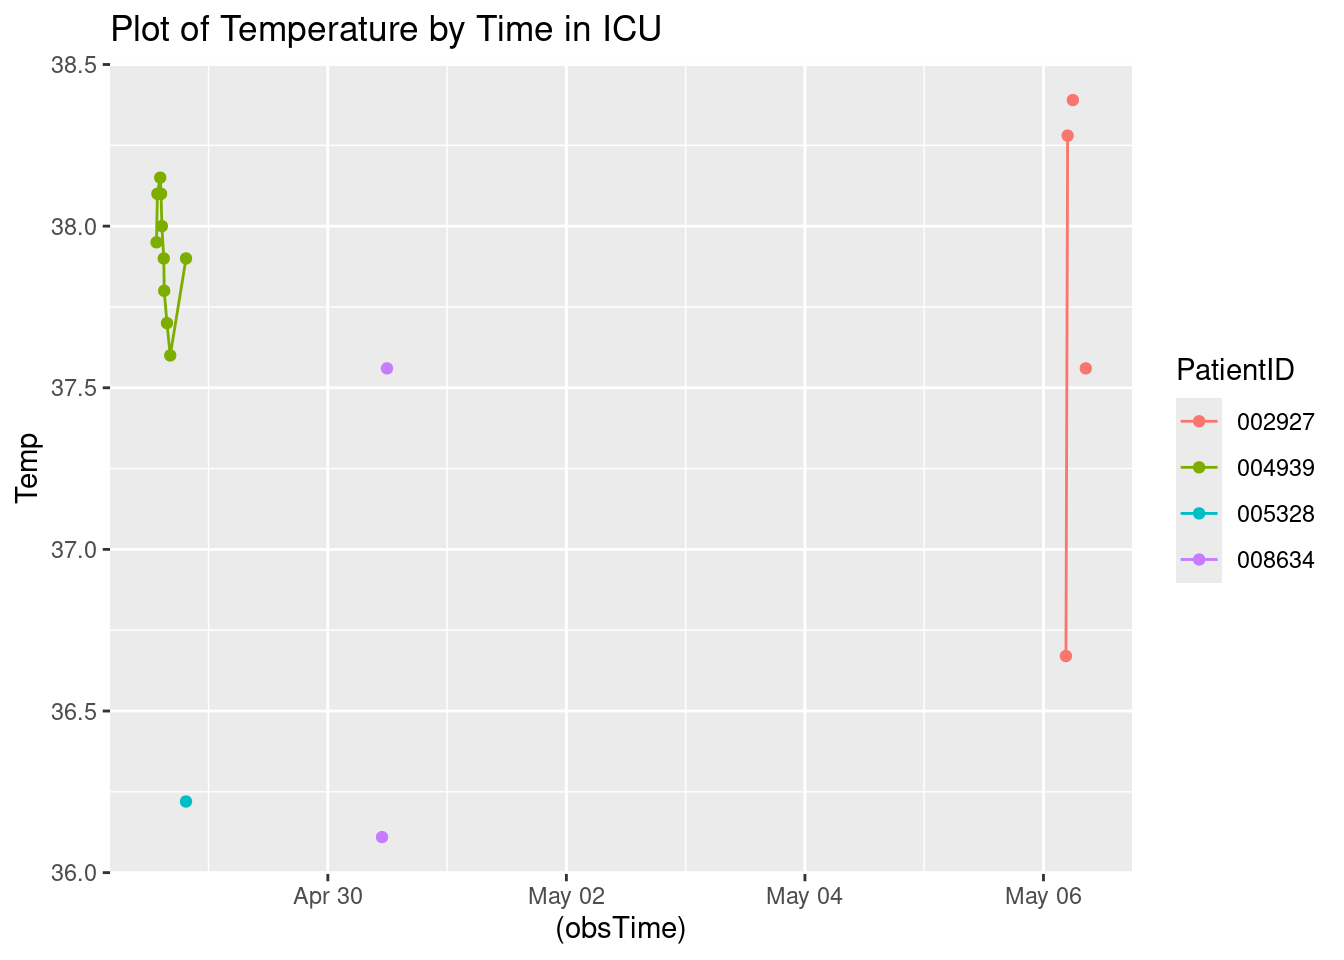 Plot of Temperature by Time in ICU
38.5
38.0
37.5
37.0
36.5
36.0
Temp
Apr 30
May 02
May 04
May 06
(obsTime)
PatientID
002927
004939
005328
008634